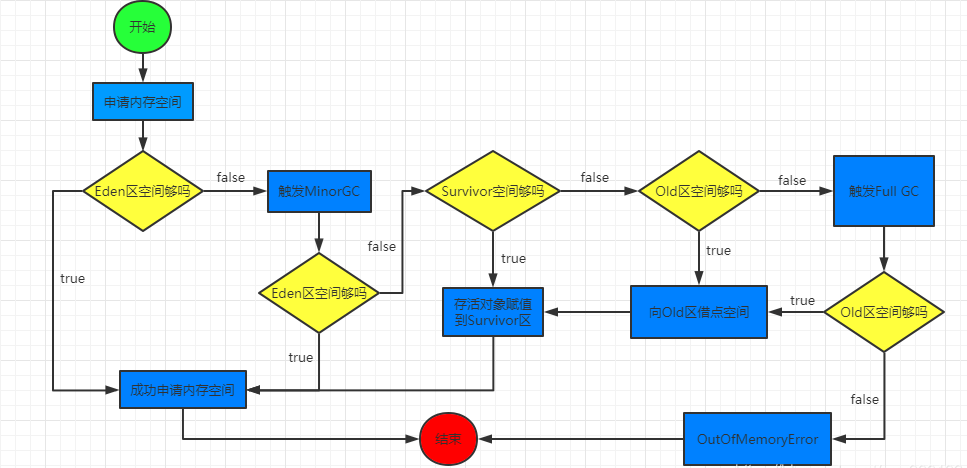 开始
申请内存空间
Eden区空间够吗
false
触发MinorGC
false
Survivor空间够吗
false
Old区空间够吗
false
触发Full GC
true
Eden区空间够吗
true
存活对象赋值
到Survivor区
true
向Old区借点空间
true
Old区空间够吗
true
成功申请内存空间
false
结束
OutOfMemoryError